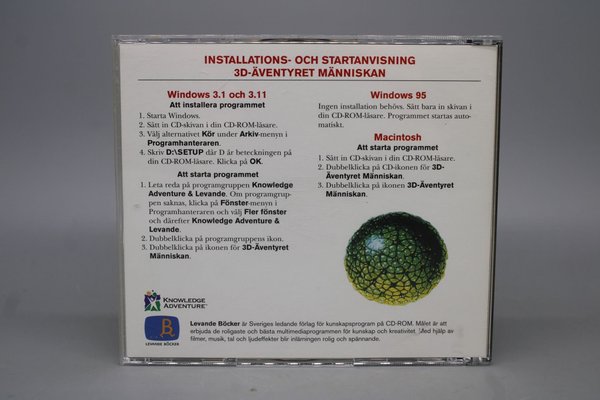 INSTALLATIONS- OCH STARTANVISNING
3D-ÄVENTYRET MÄNNISKAN
Windows 3.1 och 3.11
Att installera programmet
1. Starta Windows.
2. Sätt in CD-skivan i din CD-ROM-läsare.
3. Välj alternativet Kör under Arkiv-menyn i
Programhanteraren.
4. Skriv D:\SETUP där D är beteckningen på
din CD-ROM-läsare. Klicka på OK.
Att starta programmet
1. Leta reda på programgruppen Knowledge
Adventure & Levande. Om programgrup-
pen saknas, klicka på Fönster-menyn i
Programhanteraren och välj Fler fönster
och därefter Knowledge Adventure &
Levande.
2. Dubbelklicka på programgruppens ikon.
3. Dubbelklicka på ikonen för 3D-Äventyret
Människan.
Windows 95
Ingen installation behövs. Sätt bara in skivan i
din CD-ROM-läsare. Programmet startas auto-
matiskt.
Macintosh
Att starta programmet
1. Sätt in CD-skivan i din CD-ROM-läsare.
2. Dubbelklicka på CD-ikonen för 3D-
Äventyret Människan.
3. Dubbelklicka på ikonen 3D-Äventyret
Människan.
KNOWLEDGE
ADVENTURE®
LEVANDE BÖCKER
Levande Böcker är Sveriges ledande förlag för kunskapsprogram på CD-ROM. Målet är att
erbjuda de roligaste och bästa multimediaprogrammen för kunskap och kreativitet. Med hjälp av
filmer, musik, tal och ljudeffekter blir inlärningen rolig och spännande.